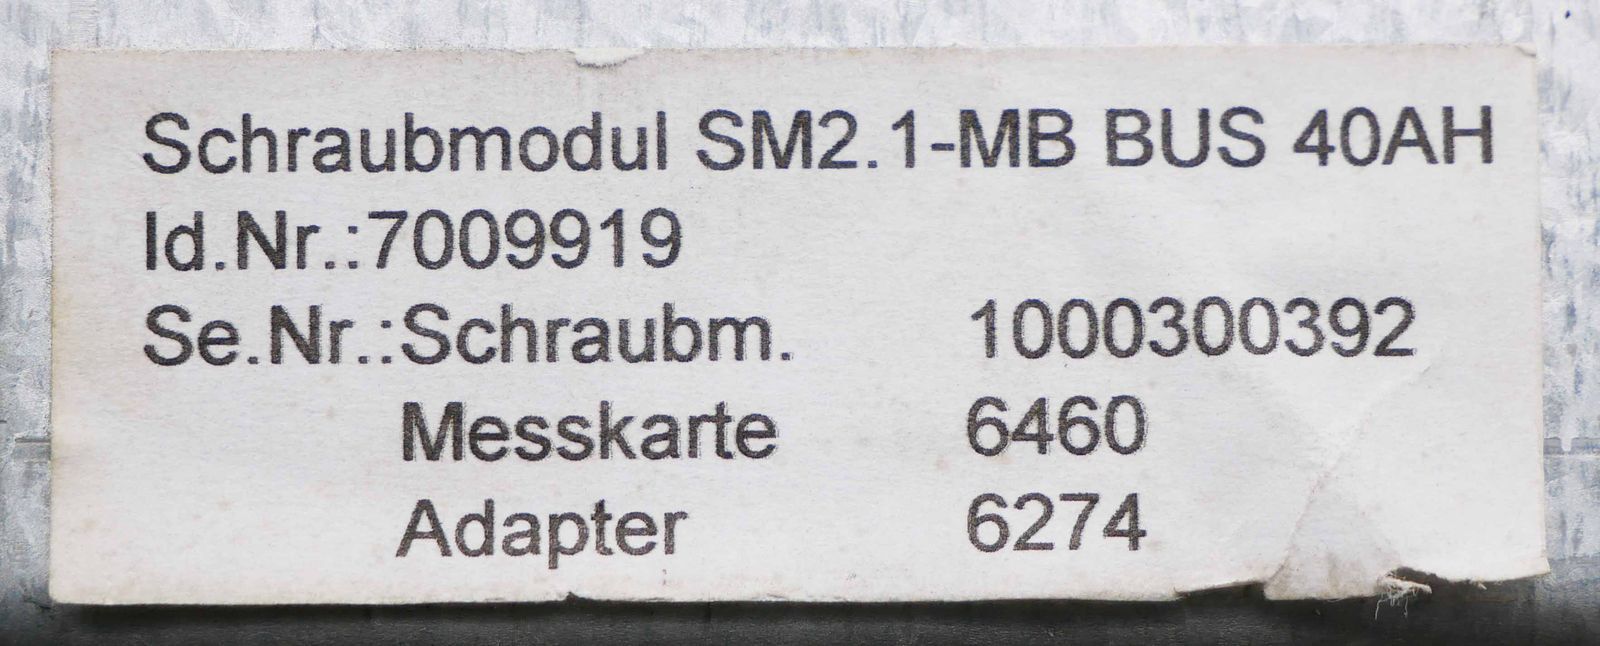 Schraubmodul SM2.1-MB BUS 40AH
Id.Nr.:7009919
Se.Nr.:Schraubm. 1000300392
Messkarte 6460
Adapter 6274